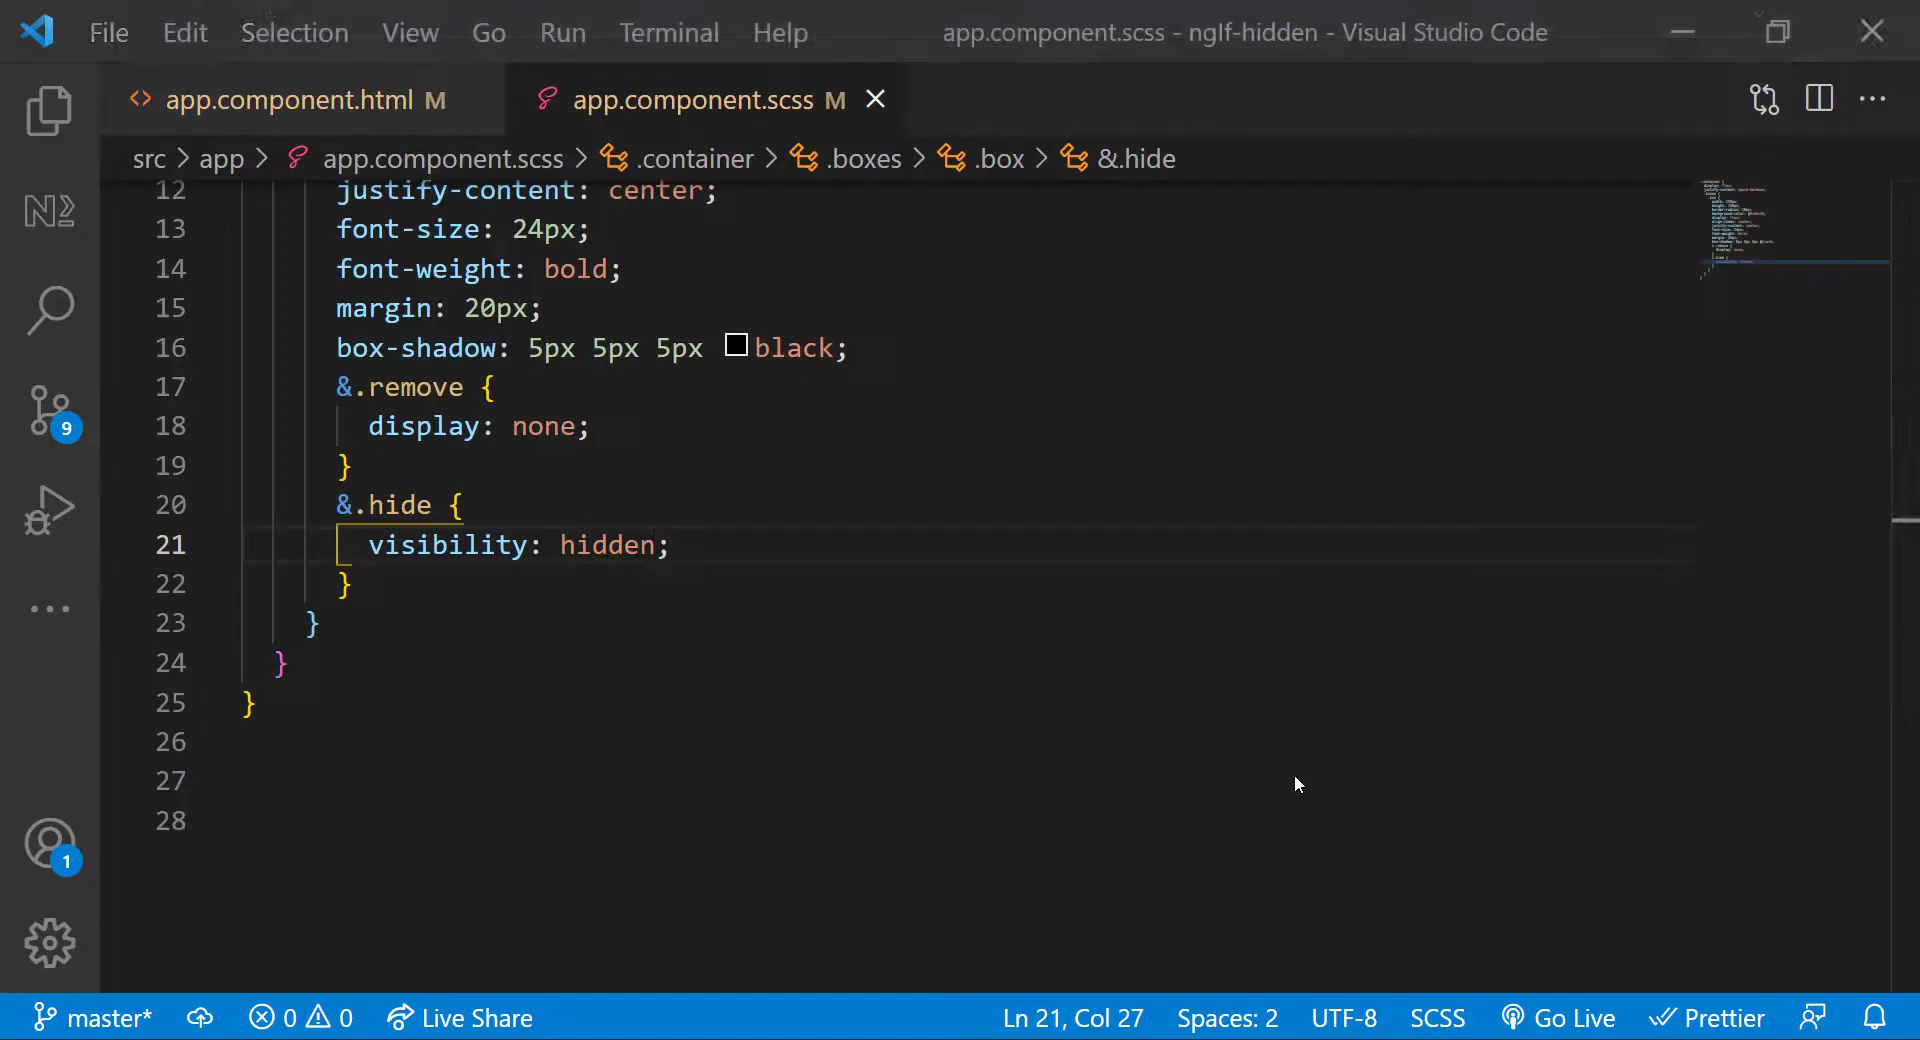 File Edit Selection View Go Run Terminal Help app.component.scss - ngIf-hidden - Visual Studio Code
app.component.html M app.component.scss M
src > app > app.component.scss > .container > .boxes > .box > &.hide
12 justify-content: center;
13 font-size: 24px;
14 font-weight: bold;
15 margin: 20px;
16 box-shadow: 5px 5px 5px black;
17 &.remove {
18 display: none;
19 }
20 &.hide {
21 visibility: hidden;
22 }
23 }
24 }
25 }
26
27
28
9
1
master* 0 0 Live Share Ln 21, Col 27 Spaces: 2 UTF-8 SCSS Go Live Prettier